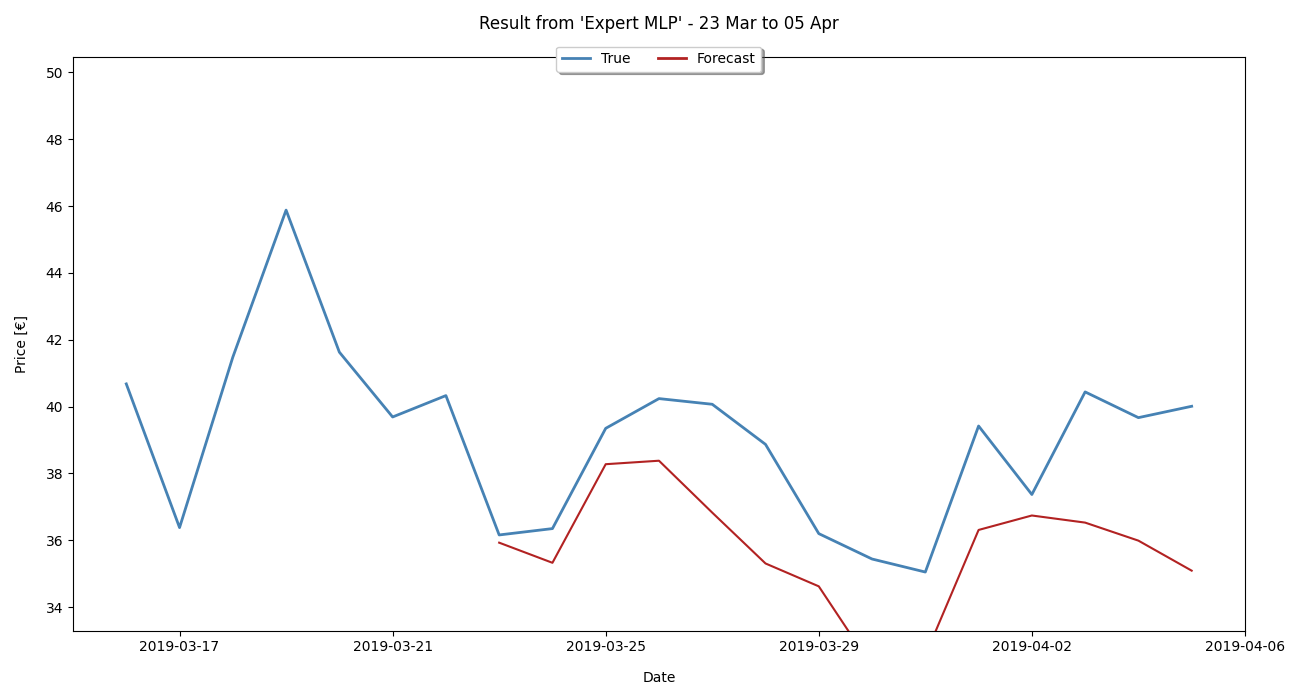 Result from 'Expert MLP' - 23 Mar to 05 Apr
True Forecast
50
48
46
44
42
40
38
36
34
Price [€]
2019-03-17 2019-03-21 2019-03-25 2019-03-29 2019-04-02 2019-04-06
Date